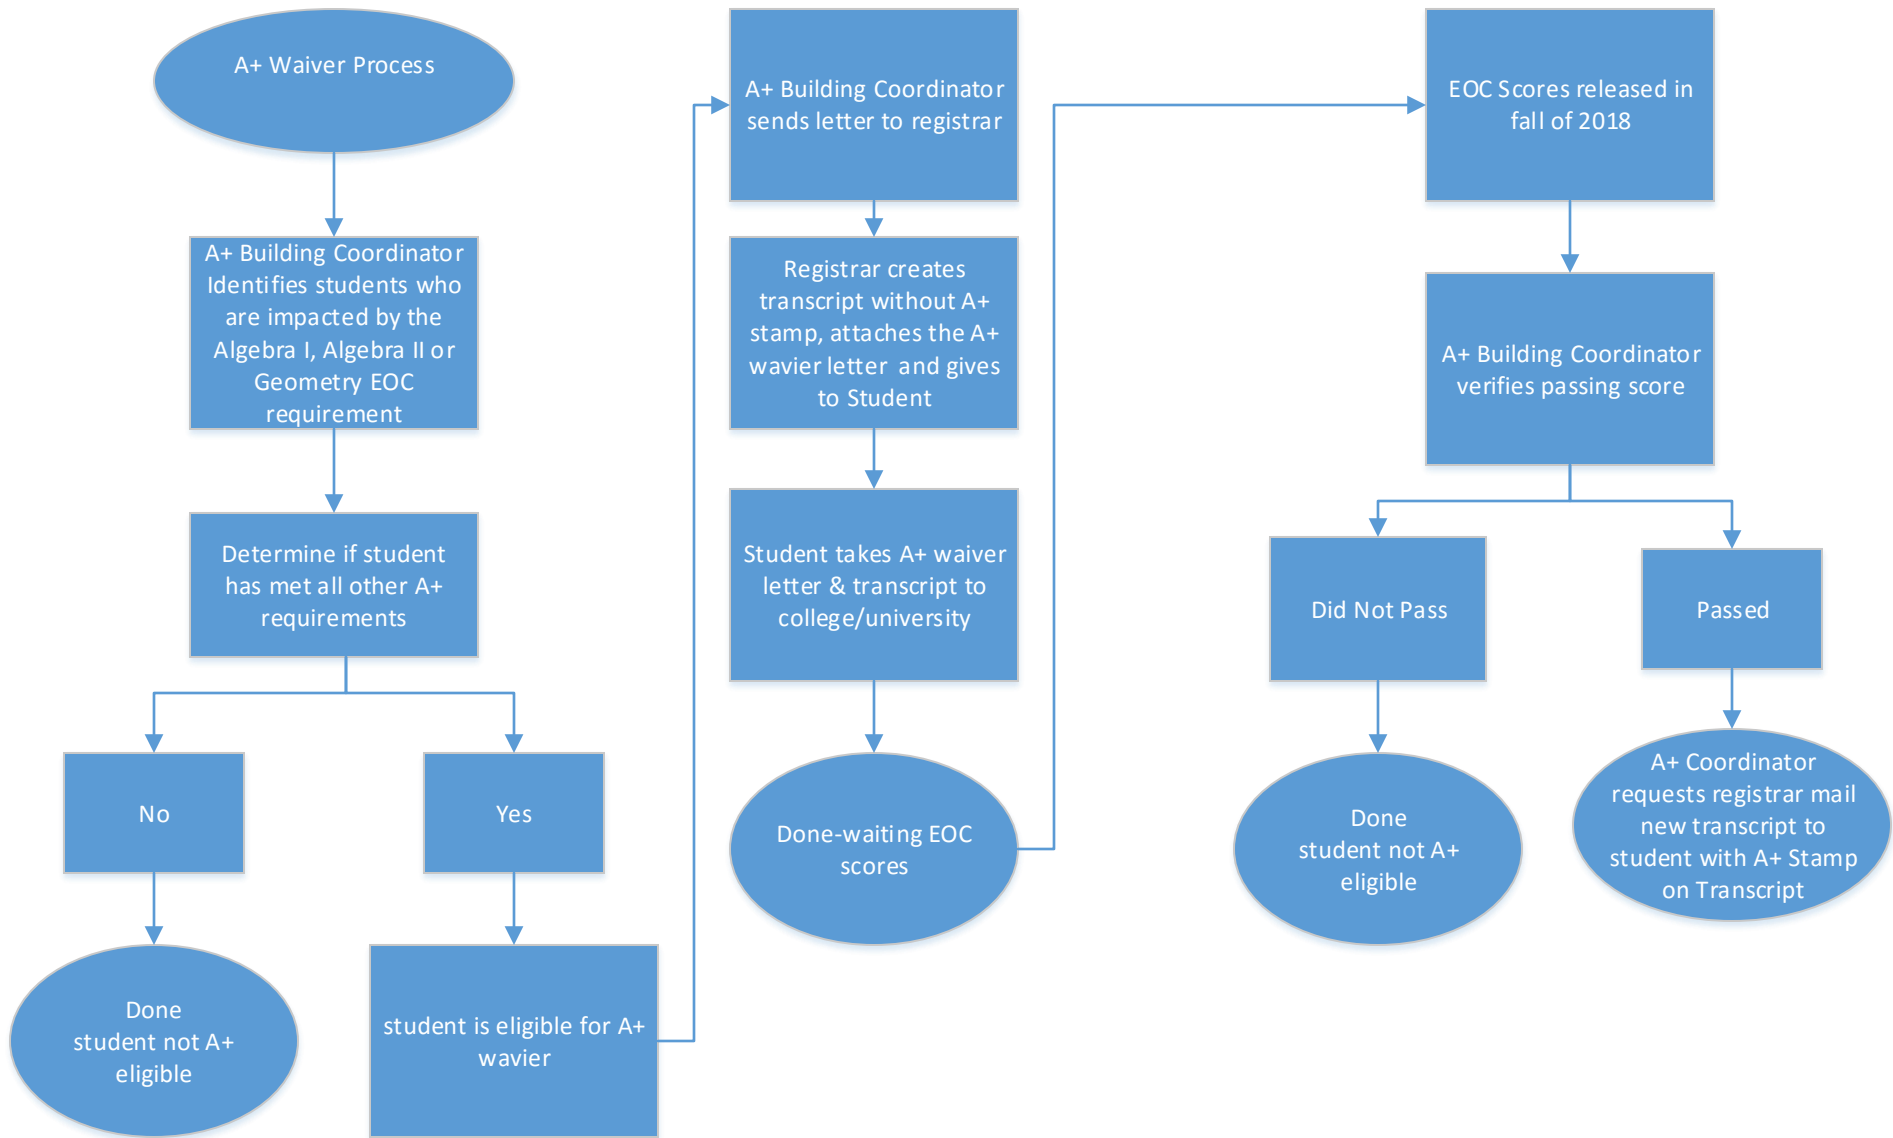 A+ Waiver Process
A+ Building Coordinator
Identifies students who
are impacted by the
Algebra I, Algebra II or
Geometry EOC
requirement
Determine if student
has met all other A+
requirements
No
Yes
Done
student not A+
eligible
student is eligible for A+
wavier
A+ Building Coordinator
sends letter to registrar
Registrar creates
transcript without A+
stamp, attaches the A+
wavier letter and gives
to Student
Student takes A+ waiver
letter & transcript to
college/university
Done-waiting EOC
scores
EOC Scores released in
fall of 2018
A+ Building Coordinator
verifies passing score
Did Not Pass
Passed
Done
student not A+
eligible
A+ Coordinator
requests registrar mail
new transcript to
student with A+ Stamp
on Transcript